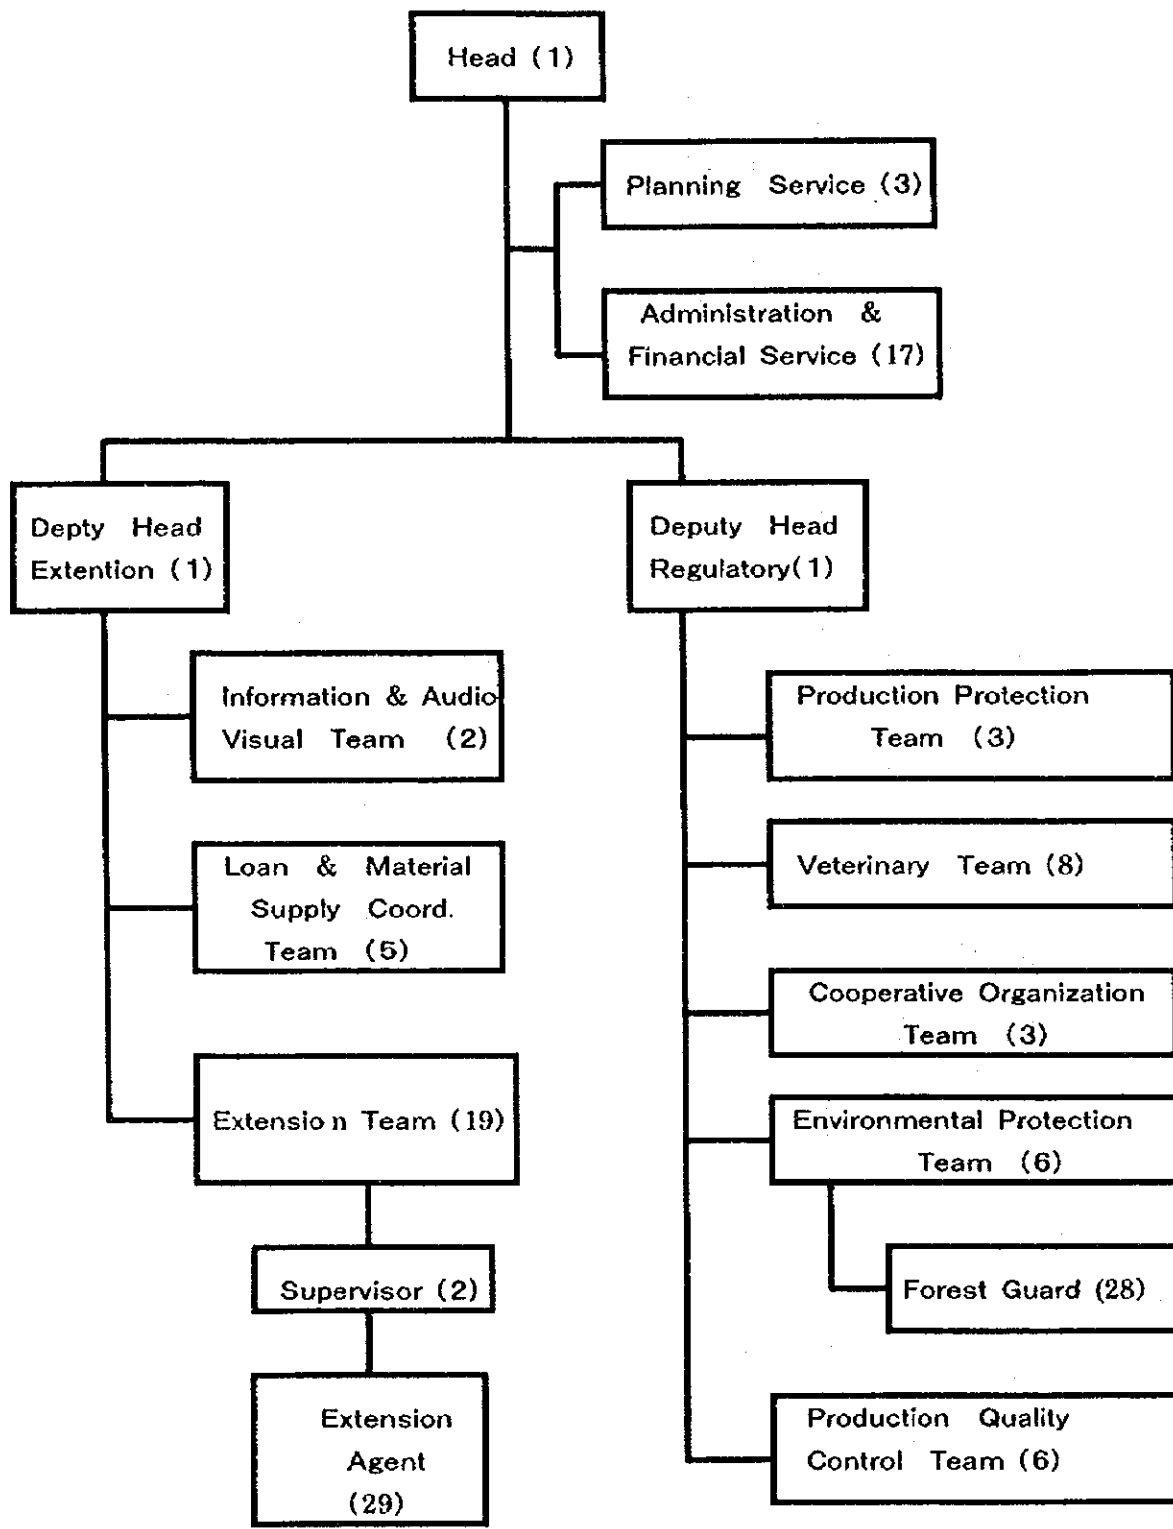 Head (1)
Planning Service (3)
Administration &
Financial Service (17)
Depty Head
Extention (1)
Deputy Head
Regulatory(1)
Information & Audio-
Visual Team (2)
Loan & Material
Supply Coord.
Team (5)
Extension Team (19)
Supervisor (2)
Extension
Agent
(29)
Production Protection
Team (3)
Veterinary Team (8)
Cooperative Organization
Team (3)
Environmental Protection
Team (6)
Forest Guard (28)
Production Quality
Control Team (6)